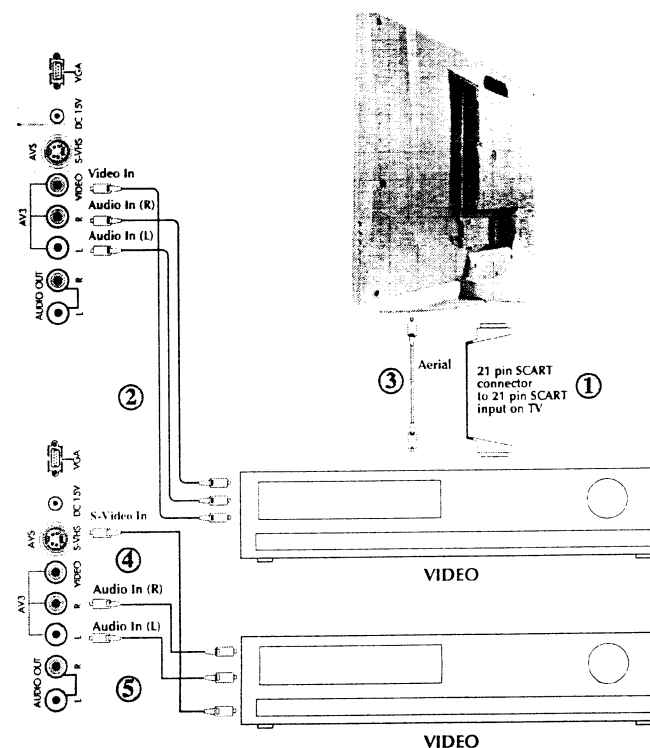 VGA
DC 15V
AVS
S-VHS
VIDEO
AV3
R
L
AUDIO OUT
R
L
Video In
Audio In (R)
Audio In (L)
②
③
Aerial
21 pin SCART
connector
to 21 pin SCART
input on TV
①
VGA
DC 15V
AVS
S-VHS
VIDEO
AV3
R
L
AUDIO OUT
R
L
S-Video In
④
Audio In (R)
Audio In (L)
⑤
VIDEO
VIDEO